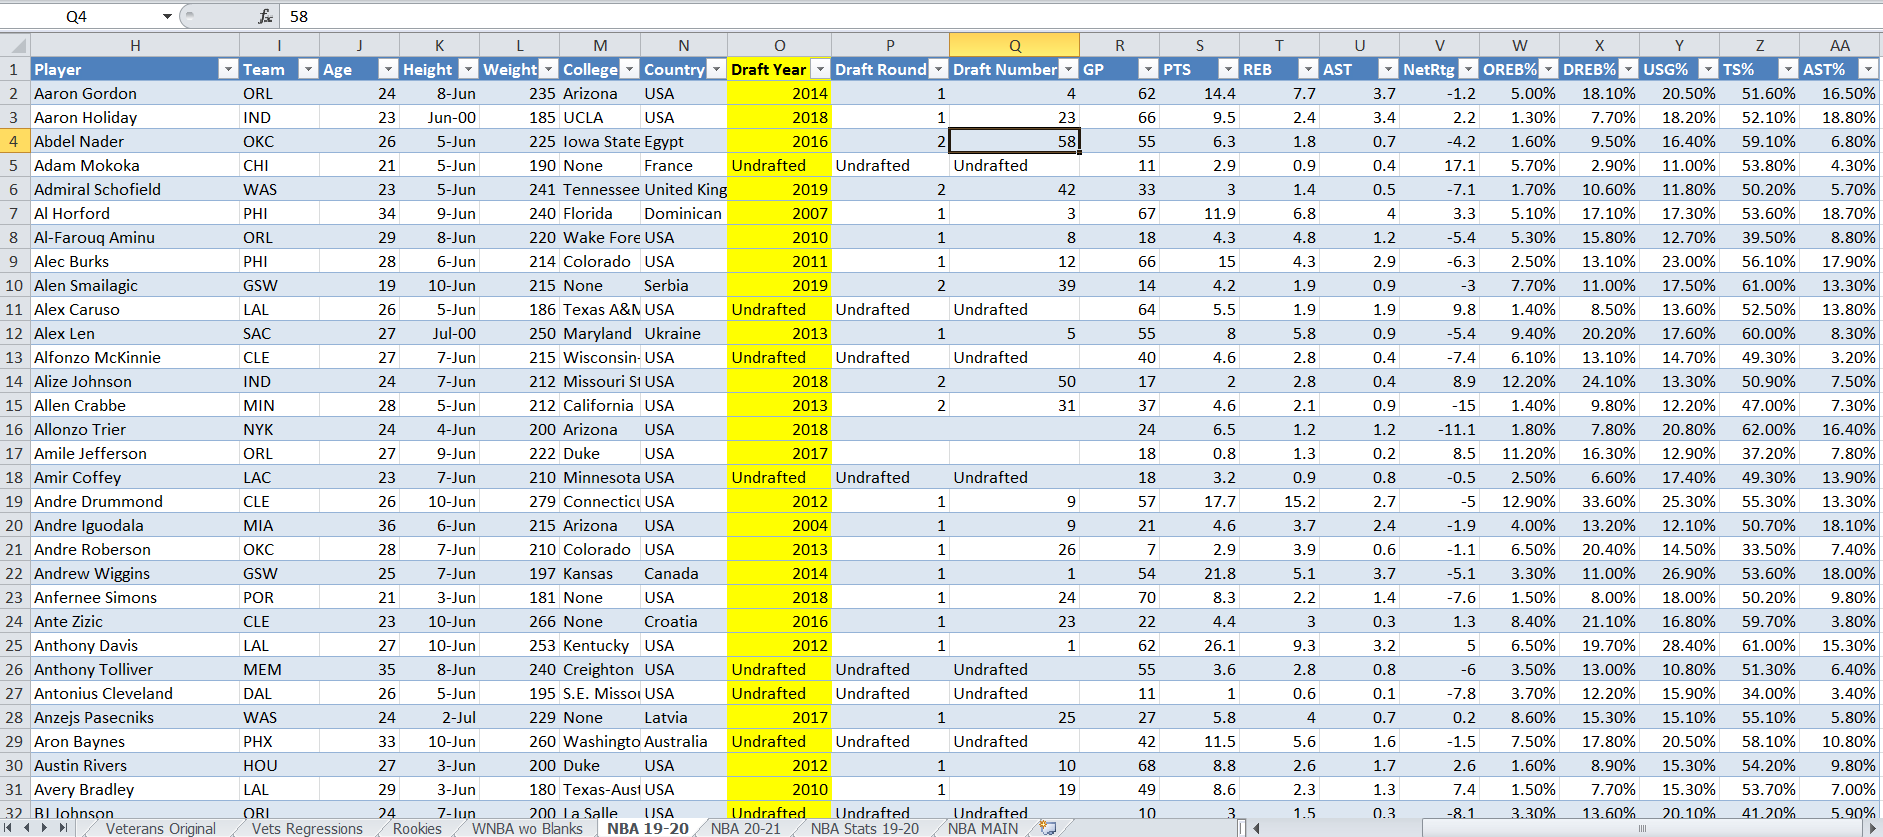 Q4 fx 58
H I J K L M N O P Q R S T U V W X Y Z AA
1 Player Team Age Height Weight College Country Draft Year Draft Round Draft Number GP PTS REB AST NetRtg OREB% DREB% USG% TS% AST%
2 Aaron Gordon ORL 24 8-Jun 235 Arizona USA 2014 1 4 62 14.4 7.7 3.7 -1.2 5.00% 18.10% 20.50% 51.60% 16.50%
3 Aaron Holiday IND 23 Jun-00 185 UCLA USA 2018 1 23 66 9.5 2.4 3.4 2.2 1.30% 7.70% 18.20% 52.10% 18.80%
4 Abdel Nader OKC 26 5-Jun 225 Iowa State Egypt 2016 2 58 55 6.3 1.8 0.7 -4.2 1.60% 9.50% 16.40% 59.10% 6.80%
5 Adam Mokoka CHI 21 5-Jun 190 None France Undrafted Undrafted Undrafted 11 2.9 0.9 0.4 17.1 5.70% 2.90% 11.00% 53.80% 4.30%
6 Admiral Schofield WAS 23 5-Jun 241 Tennessee United King 2019 2 42 33 3 1.4 0.5 -7.1 1.70% 10.60% 11.80% 50.20% 5.70%
7 Al Horford PHI 34 9-Jun 240 Florida Dominican 2007 1 3 67 11.9 6.8 4 3.3 5.10% 17.10% 17.30% 53.60% 18.70%
8 Al-Farouq Aminu ORL 29 8-Jun 220 Wake Fore USA 2010 1 8 18 4.3 4.8 1.2 -5.4 5.30% 15.80% 12.70% 39.50% 8.80%
9 Alec Burks PHI 28 6-Jun 214 Colorado USA 2011 1 12 66 15 4.3 2.9 -6.3 2.50% 13.10% 23.00% 56.10% 17.90%
10 Alen Smailagic GSW 19 10-Jun 215 None Serbia 2019 2 39 14 4.2 1.9 0.9 -3 7.70% 11.00% 17.50% 61.00% 13.30%
11 Alex Caruso LAL 26 5-Jun 186 Texas A&M USA Undrafted Undrafted Undrafted 64 5.5 1.9 1.9 9.8 1.40% 8.50% 13.60% 52.50% 13.80%
12 Alex Len SAC 27 Jul-00 250 Maryland Ukraine 2013 1 5 55 8 5.8 0.9 -5.4 9.40% 20.20% 17.60% 60.00% 8.30%
13 Alfonzo McKinnie CLE 27 7-Jun 215 Wisconsin- USA Undrafted Undrafted Undrafted 40 4.6 2.8 0.4 -7.4 6.10% 13.10% 14.70% 49.30% 3.20%
14 Alize Johnson IND 24 7-Jun 212 Missouri St USA 2018 2 50 17 2 2.8 0.4 8.9 12.20% 24.10% 13.30% 50.90% 7.50%
15 Allen Crabbe MIN 28 5-Jun 212 California USA 2013 2 31 37 4.6 2.1 0.9 -15 1.40% 9.80% 12.20% 47.00% 7.30%
16 Allonzo Trier NYK 24 4-Jun 200 Arizona USA 2018 24 6.5 1.2 1.2 -11.1 1.80% 7.80% 20.80% 62.00% 16.40%
17 Amile Jefferson ORL 27 9-Jun 222 Duke USA 2017 18 0.8 1.3 0.2 8.5 11.20% 16.30% 12.90% 37.20% 7.80%
18 Amir Coffey LAC 23 7-Jun 210 Minnesota USA Undrafted Undrafted Undrafted 18 3.2 0.9 0.8 -0.5 2.50% 6.60% 17.40% 49.30% 13.90%
19 Andre Drummond CLE 26 10-Jun 279 Connecticu USA 2012 1 9 57 17.7 15.2 2.7 -5 12.90% 33.60% 25.30% 55.30% 13.30%
20 Andre Iguodala MIA 36 6-Jun 215 Arizona USA 2004 1 9 21 4.6 3.7 2.4 -1.9 4.00% 13.20% 12.10% 50.70% 18.10%
21 Andre Roberson OKC 28 7-Jun 210 Colorado USA 2013 1 26 7 2.9 3.9 0.6 -1.1 6.50% 20.40% 14.50% 33.50% 7.40%
22 Andrew Wiggins GSW 25 7-Jun 197 Kansas Canada 2014 1 1 54 21.8 5.1 3.7 -5.1 3.30% 11.00% 26.90% 53.60% 18.00%
23 Anfernee Simons POR 21 3-Jun 181 None USA 2018 1 24 70 8.3 2.2 1.4 -7.6 1.50% 8.00% 18.00% 50.20% 9.80%
24 Ante Zizic CLE 23 10-Jun 266 None Croatia 2016 1 23 22 4.4 3 0.3 1.3 8.40% 21.10% 16.80% 59.70% 3.80%
25 Anthony Davis LAL 27 10-Jun 253 Kentucky USA 2012 1 1 62 26.1 9.3 3.2 5 6.50% 19.70% 28.40% 61.00% 15.30%
26 Anthony Tolliver MEM 35 8-Jun 240 Creighton USA Undrafted Undrafted Undrafted 55 3.6 2.8 0.8 -6 3.50% 13.00% 10.80% 51.30% 6.40%
27 Antonius Cleveland DAL 26 5-Jun 195 S.E. Missou USA Undrafted Undrafted Undrafted 11 1 0.6 0.1 -7.8 3.70% 12.20% 15.90% 34.00% 3.40%
28 Anzejs Pasecniks WAS 24 2-Jul 229 None Latvia 2017 1 25 27 5.8 4 0.7 0.2 8.60% 15.30% 15.10% 55.10% 5.80%
29 Aron Baynes PHX 33 10-Jun 260 Washingto Australia Undrafted Undrafted Undrafted 42 11.5 5.6 1.6 -1.5 7.50% 17.80% 20.50% 58.10% 10.80%
30 Austin Rivers HOU 27 3-Jun 200 Duke USA 2012 1 10 68 8.8 2.6 1.7 2.6 1.60% 8.90% 15.30% 54.20% 9.80%
31 Avery Bradley LAL 29 3-Jun 180 Texas-Aust USA 2010 1 19 49 8.6 2.3 1.3 7.4 1.50% 7.70% 15.30% 53.70% 7.00%
32 BJ Johnson ORL 24 7-Jun 200 La Salle USA Undrafted Undrafted Undrafted 10 3 1.5 0.3 -8.1 3.30% 13.60% 20.10% 41.20% 5.90%
Veterans Original Vets Regressions Rookies WNBA wo Blanks NBA 19-20 NBA 20-21 NBA Stats 19-20 NBA MAIN